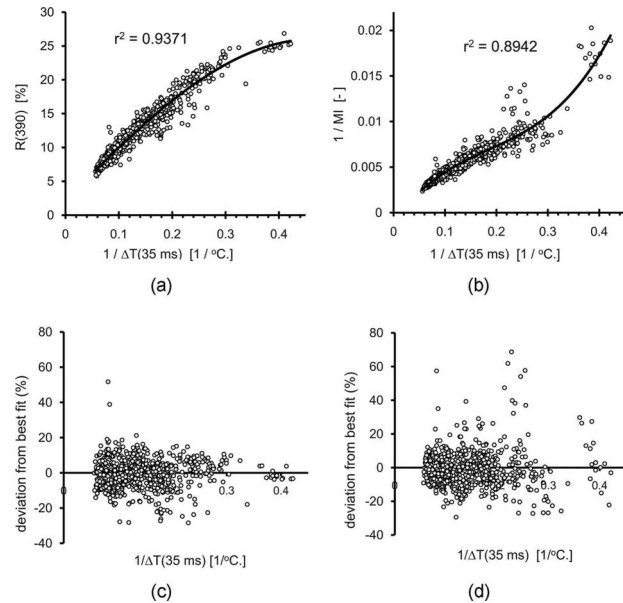 30
25
20
15
10
5
0
R(390) [%]
r² = 0.9371
0 0.1 0.2 0.3 0.4
1 / ΔT(35 ms) [1 / °C.]
(a)
0.02
0.015
0.01
0.005
0
1 / MI [-]
r² = 0.8942
0 0.1 0.2 0.3 0.4
1 / ΔT(35 ms) [1 / °C.]
(b)
80
60
40
20
0
-20
-40
deviation from best fit (%)
0 0.3 0.4
1/ΔT(35 ms) [1/°C.]
(c)
80
60
40
20
0
-20
-40
deviation from best fit (%)
0 0.3 0.4
1/ΔT(35 ms) [1/°C.]
(d)